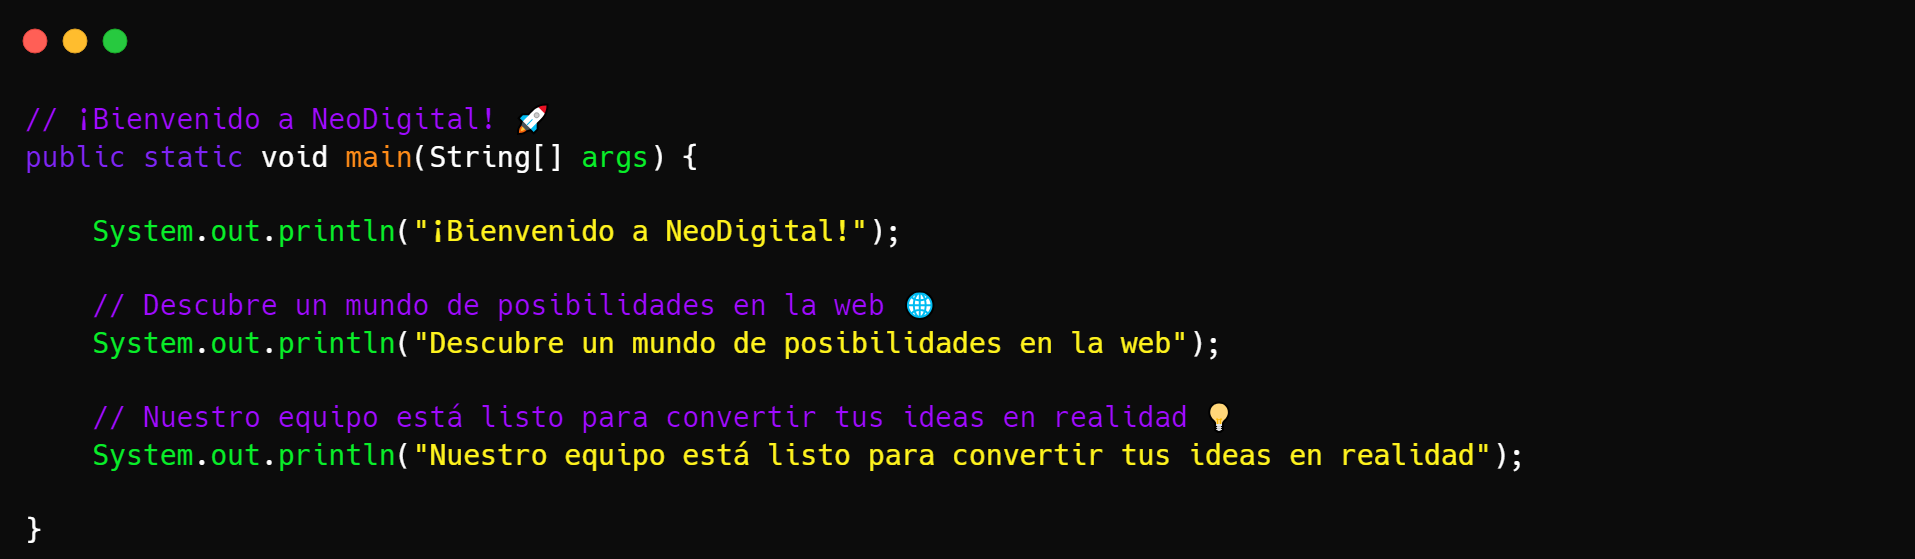 // ¡Bienvenido a NeoDigital! 🚀
public static void main(String[] args) {
System.out.println("¡Bienvenido a NeoDigital!");
// Descubre un mundo de posibilidades en la web 🌐
System.out.println("Descubre un mundo de posibilidades en la web");
// Nuestro equipo está listo para convertir tus ideas en realidad 💡
System.out.println("Nuestro equipo está listo para convertir tus ideas en realidad");
}